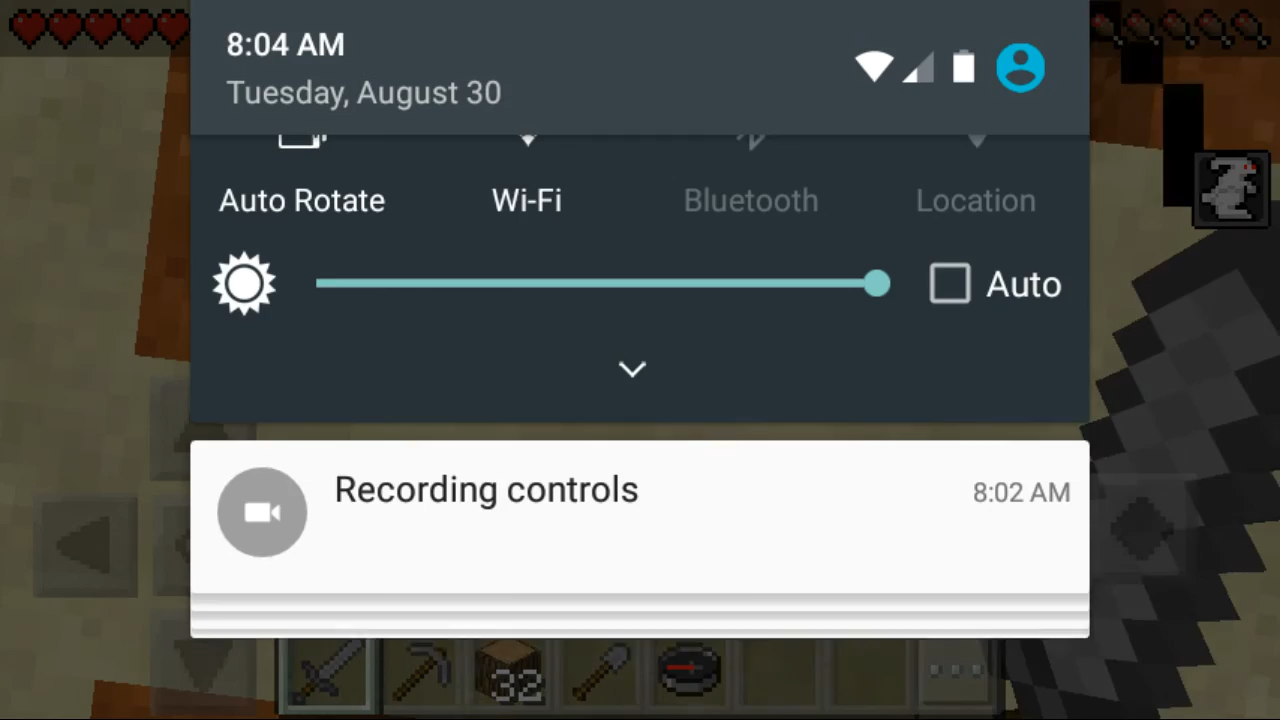 8:04 AM
Tuesday, August 30
Auto Rotate
Wi-Fi
Bluetooth
Location
Auto
Recording controls
8:02 AM
32